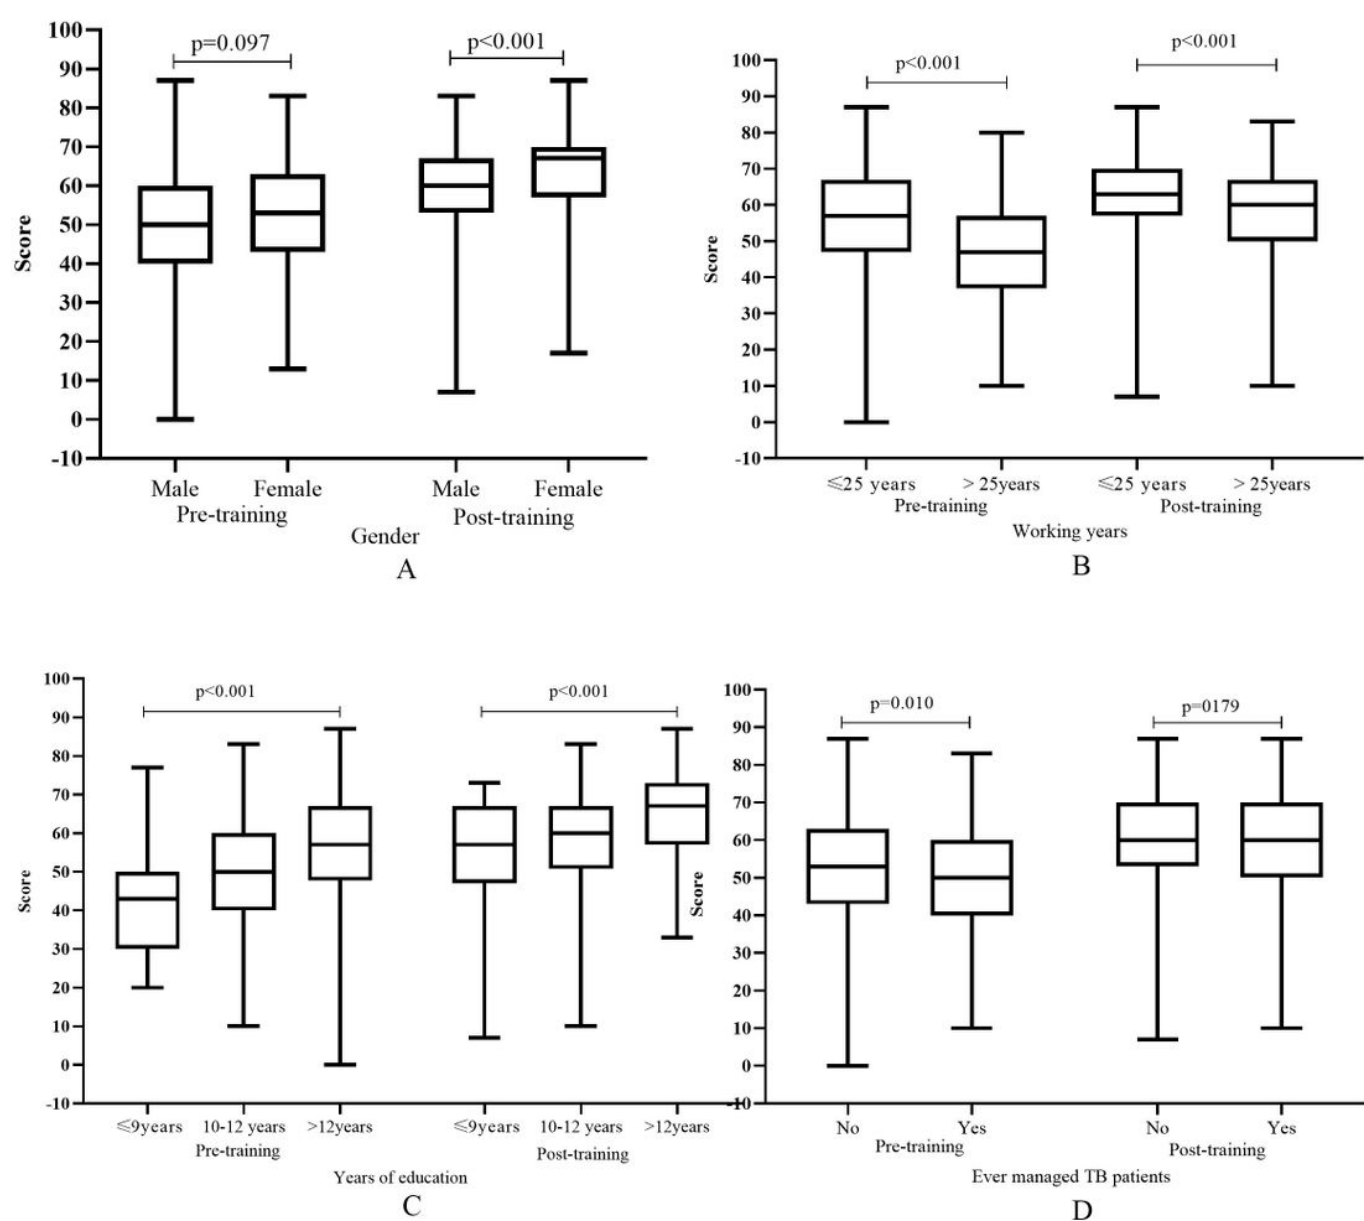 p=0.097
p<0.001
100
90
80
70
60
50
40
30
20
10
0
-10
Score
Male Female Male Female
Pre-training Post-training
Gender
A
p<0.001
p<0.001
100
90
80
70
60
50
40
30
20
10
0
-10
Score
⩽25 years > 25years ⩽25 years > 25years
Pre-training Post-training
Working years
B
p<0.001 p<0.001
100
90
80
70
60
50
40
30
20
10
0
-10
Score
⩽9years 10-12 years >12years ⩽9years 10-12 years >12years
Pre-training Post-training
Years of education
C
p=0.010 p=0179
100
90
80
70
60
50
40
30
20
10
0
-10
Score
No Yes No Yes
Pre-training Post-training
Ever managed TB patients
D